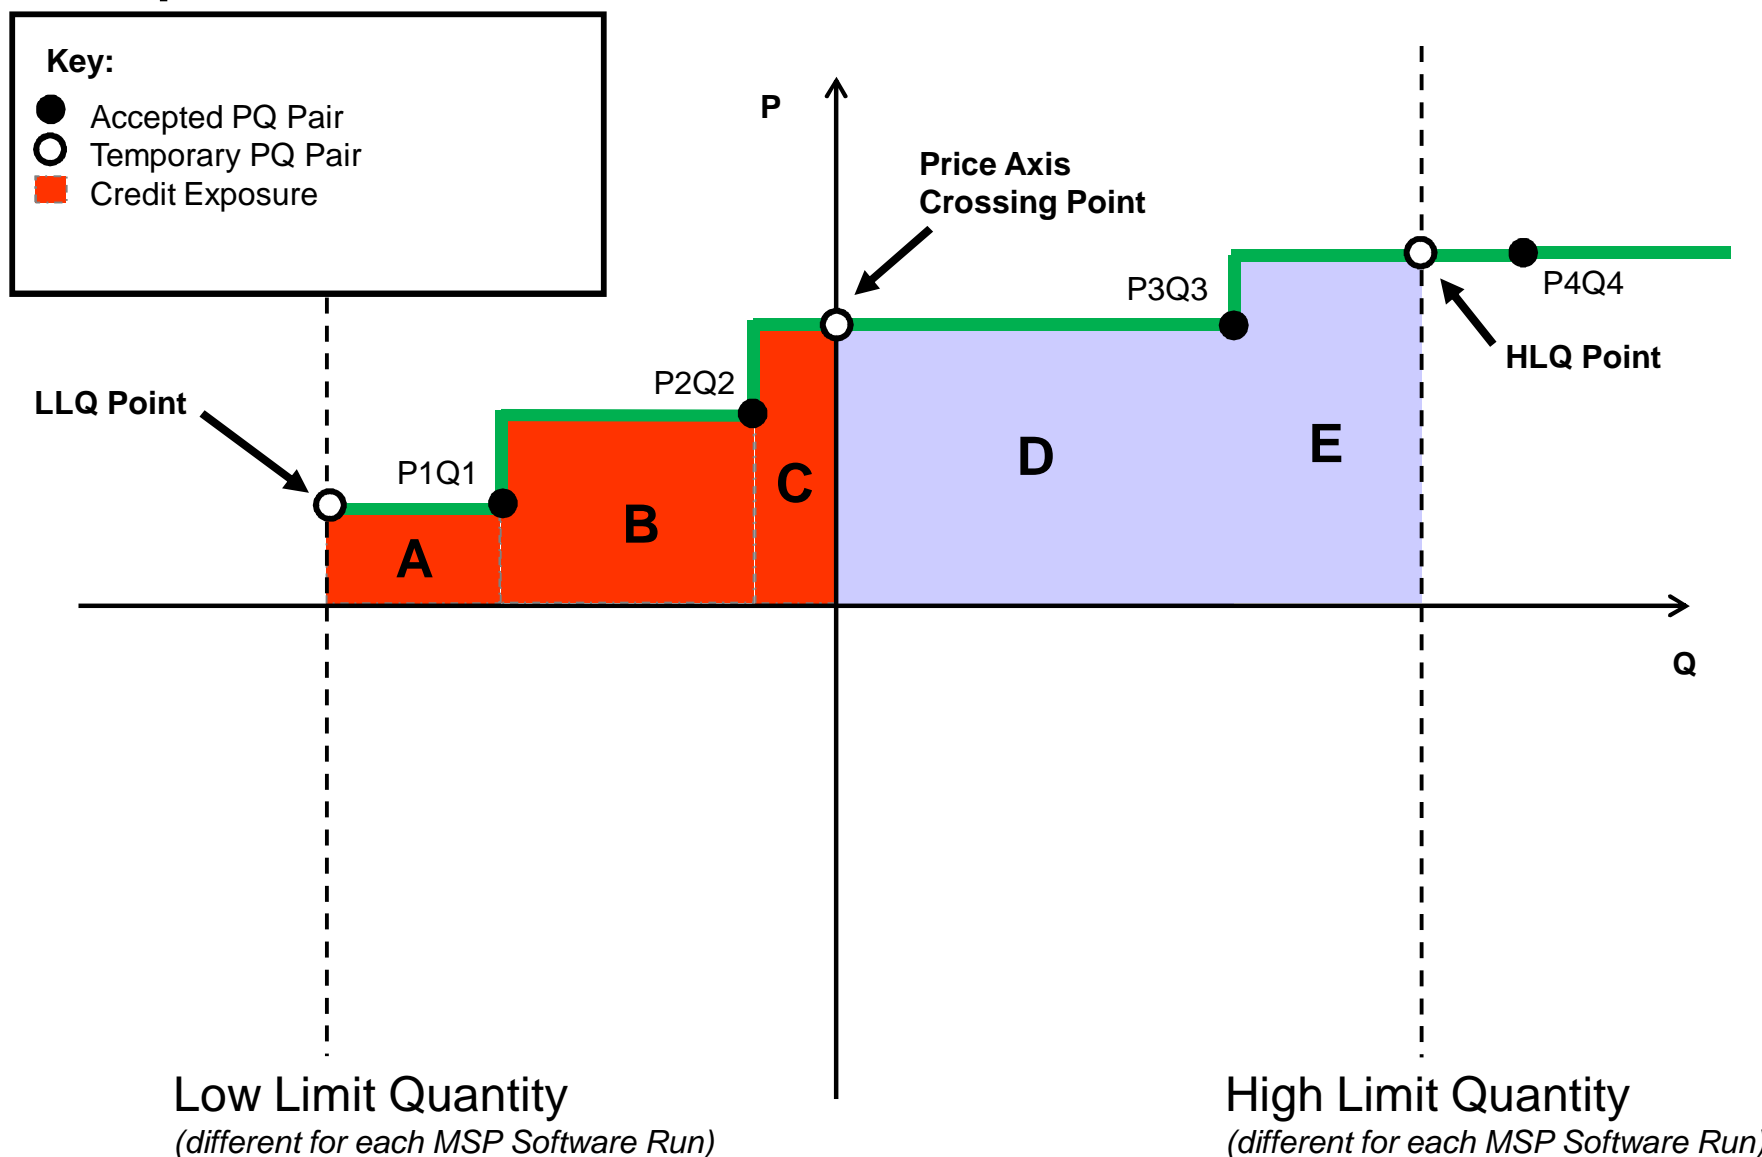 Key:
Accepted PQ Pair
Temporary PQ Pair
Credit Exposure
P
Price Axis
Crossing Point
P3Q3
P4Q4
HLQ Point
P2Q2
LLQ Point
P1Q1
A
B
C
D
E
Q
Low Limit Quantity
(different for each MSP Software Run)
High Limit Quantity
(different for each MSP Software Run)